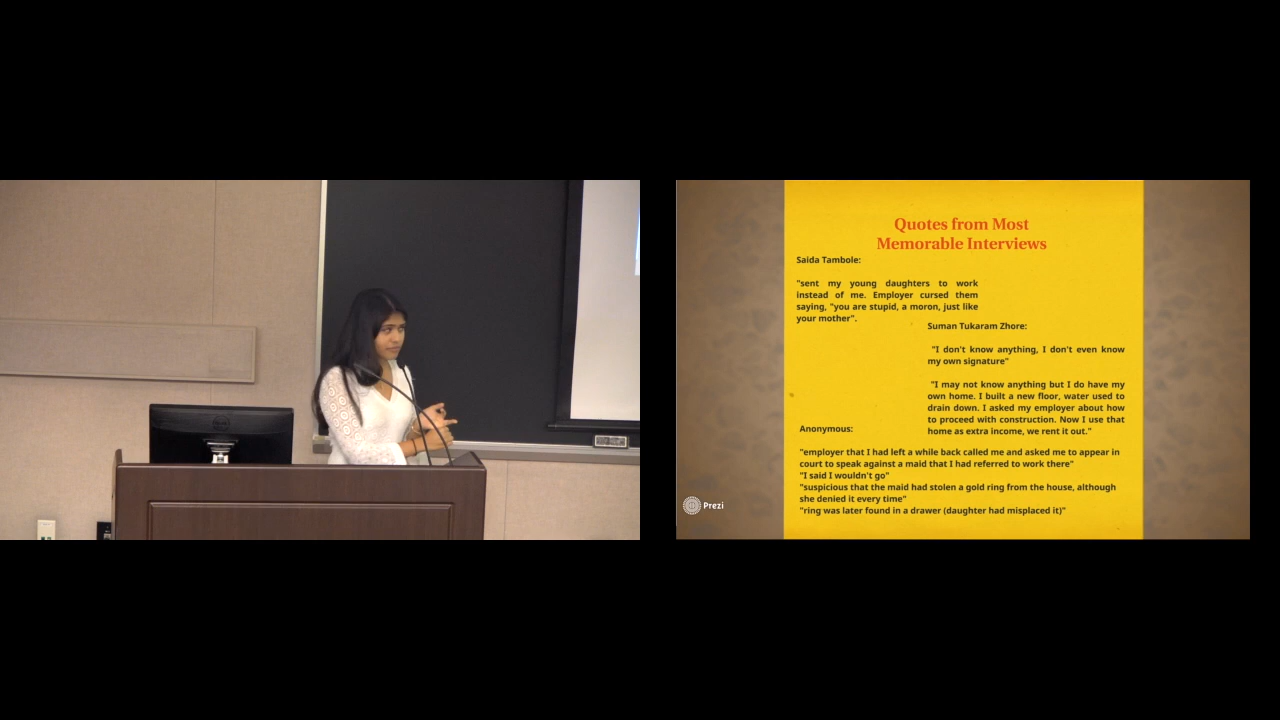 Quotes from Most
Memorable Interviews
Saida Tambole:
"sent my young daughters to work
instead of me. Employer cursed them
saying, "you are stupid, a moron, just like
your mother".
Suman Tukaram Zhore:
"I don't know anything, I don't even know
my own signature"
"I may not know anything but I do have my
own home. I built a new floor, water used to
drain down. I asked my employer about how
to proceed with construction. Now I use that
home as extra income, we rent it out."
Anonymous:
"employer that I had left a while back called me and asked me to appear in
court to speak against a maid that I had referred to work there"
"I said I wouldn't go"
"suspicious that the maid had stolen a gold ring from the house, although
she denied it every time"
"ring was later found in a drawer (daughter had misplaced it)"
Prezi